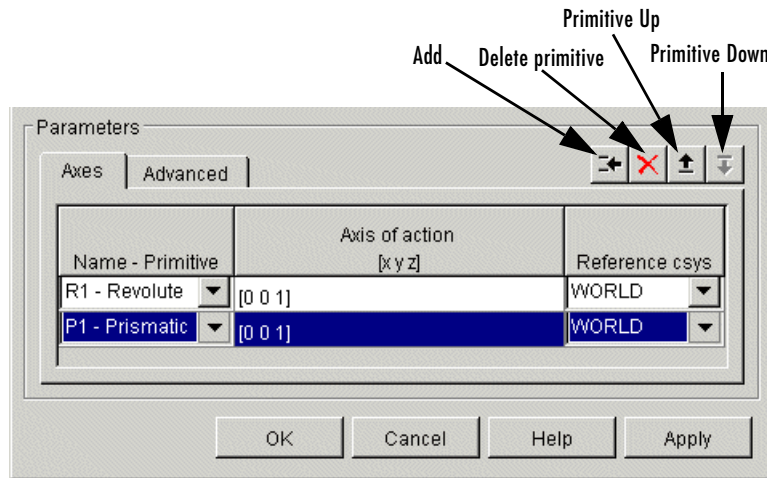 Primitive Up
Add Delete primitive Primitive Down
Parameters
Axes Advanced
Name - Primitive Axis of action [x y z] Reference csys
R1 - Revolute [0 0 1] WORLD
P1 - Prismatic [0 0 1] WORLD
OK Cancel Help Apply